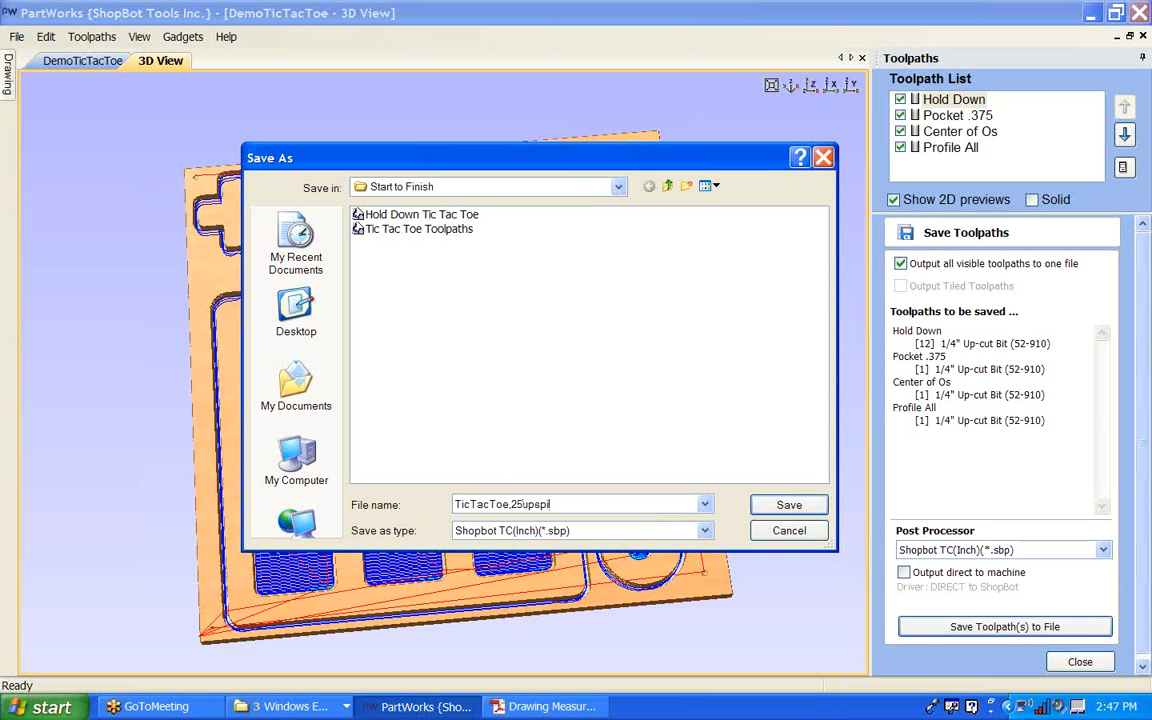 PartWorks {ShopBot Tools Inc.} - [DemoTicTacToe - 3D View]
File Edit Toolpaths View Gadgets Help
Drawing
DemoTicTacToe 3D View
Toolpaths
Toolpath List
Hold Down
Pocket .375
Center of Os
Profile All
Show 2D previews Solid
Save Toolpaths
Output all visible toolpaths to one file
Output Tiled Toolpaths
Toolpaths to be saved ...
Hold Down
[12] 1/4" Up-cut Bit (52-910)
Pocket .375
[1] 1/4" Up-cut Bit (52-910)
Center of Os
[1] 1/4" Up-cut Bit (52-910)
Profile All
[1] 1/4" Up-cut Bit (52-910)
Post Processor
Shopbot TC(Inch)(*.sbp)
Output direct to machine
Driver: DIRECT to ShopBot
Save Toolpath(s) to File
Close
Save As
Save in: Start to Finish
Hold Down Tic Tac Toe
Tic Tac Toe Toolpaths
My Recent
Documents
Desktop
My Documents
My Computer
File name: TicTacToe,25upspi
Save
Save as type: Shopbot TC(Inch)(*.sbp)
Cancel
Ready
start GoToMeeting 3 Windows E... PartWorks {Sho... Drawing Measur... 2:47 PM